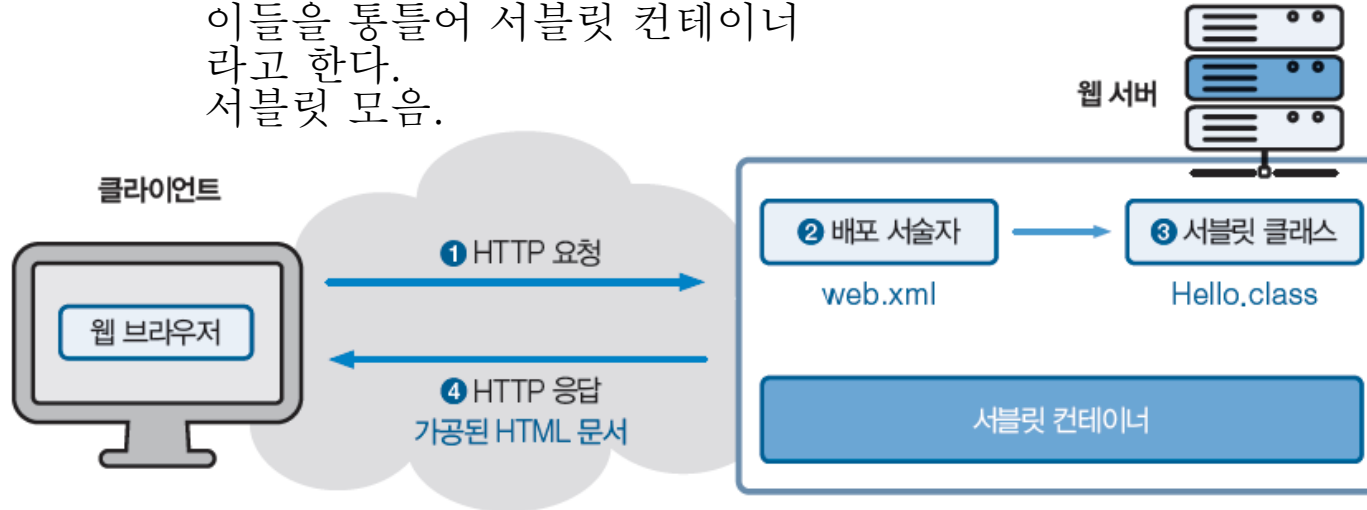 이들을 통틀어 서블릿 컨테이너
라고 한다.
서블릿 모음.
웹 서버
클라이언트
웹 브라우저
❶ HTTP 요청
❹ HTTP 응답
가공된 HTML 문서
❷ 배포 서술자
web.xml
❸ 서블릿 클래스
Hello.class
서블릿 컨테이너